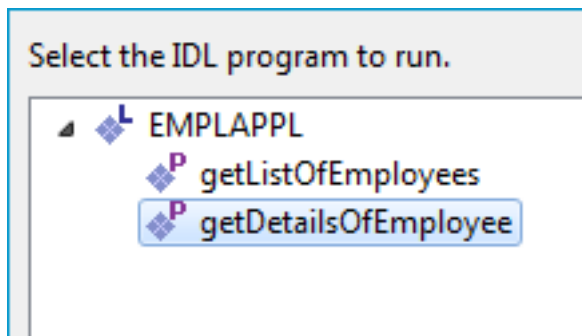 Select the IDL program to run.
L EMPLAPPL
P getListOfEmployees
P getDetailsOfEmployee